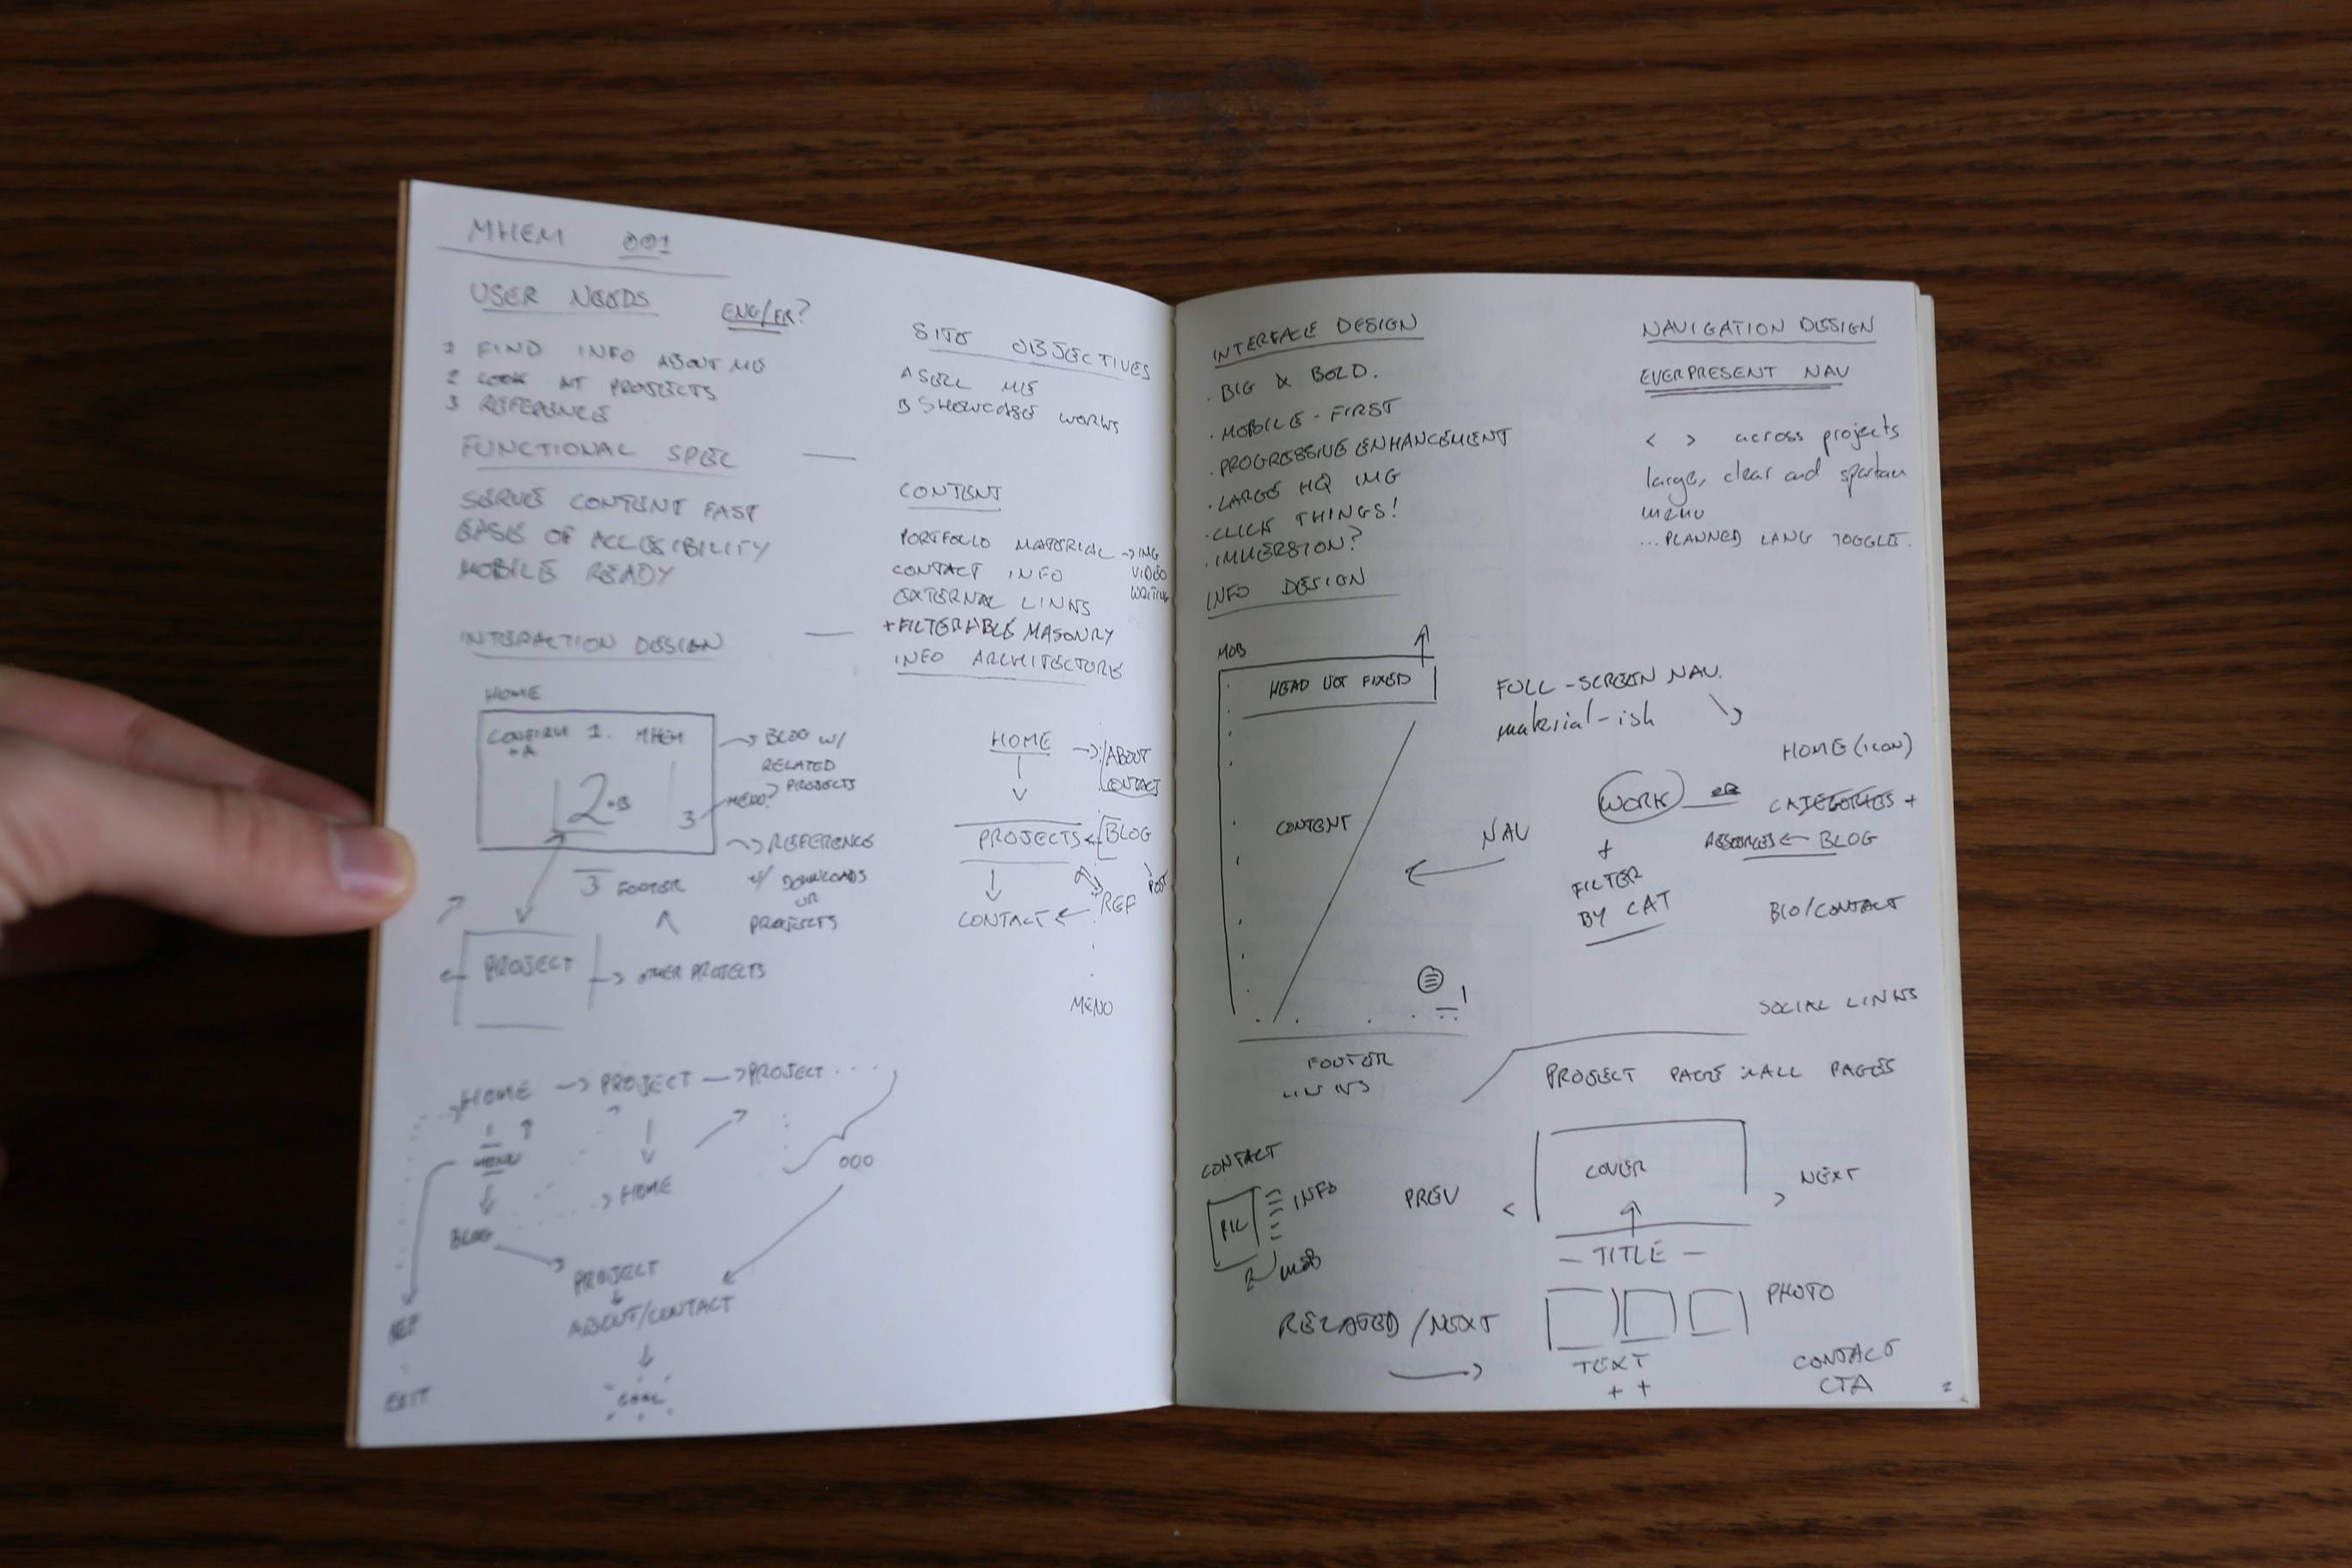 MHEM 001
USER NEEDS
ENG/FR?
1 FIND INFO ABOUT ME
2 LOOK AT PROJECTS
3 REFERENCE
FUNCTIONAL SPEC
SERVE CONTENT FAST
EASE OF ACCESSIBILITY
MOBILE READY
INTERACTION DESIGN
HOME
1. MHEM
2.B
3
BLOG W/
RELATED
PROJECTS
HERO?
REFERENCE
W/ DOWNLOADS
OR
PROJECTS
3 FOOTER
PROJECT
OTHER PROJECTS
HOME → PROJECT → PROJECT ....
MENU
HOME
BLOG
PROJECT
ABOUT/CONTACT
GOAL
REF
EXIT
000
SITE OBJECTIVES
A SELL ME
B SHOWCASE WORKS
CONTENT
PORTFOLIO MATERIAL → IMG
VIDEO
WRITING
CONTACT INFO
EXTERNAL LINKS
+FILTERABLE MASONRY
INFO ARCHITECTURE
HOME → ABOUT
CONTACT
PROJECTS ← BLOG
POST
CONTACT ← REF
MENU
INTERFACE DESIGN
. BIG & BOLD.
. MOBILE-FIRST
. PROGRESSIVE ENHANCEMENT
. LARGE HQ IMG
. CLICK THINGS!
. IMMERSION?
INFO DESIGN
MOB
HEAD NOT FIXED
CONTENT
NAV
FOOTER
LINKS
NAVIGATION DESIGN
EVERPRESENT NAV
< > across projects
large, clear and spartan
menu
...PLANNED LANG TOGGLE.
FULL-SCREEN NAV.
material-ish
HOME (ICON)
WORK OR CATEGORIES +
RESOURCES ← BLOG
+
FILTER
BY CAT
BIO/CONTACT
SOCIAL LINKS
PROJECT PAGE ALL PAGES
CONTACT
PIC
INFO
MOB
PREV < COVER > NEXT
— TITLE —
PHOTO
RELATED/NEXT
TEXT
+ +
CONTACT
CTA
2